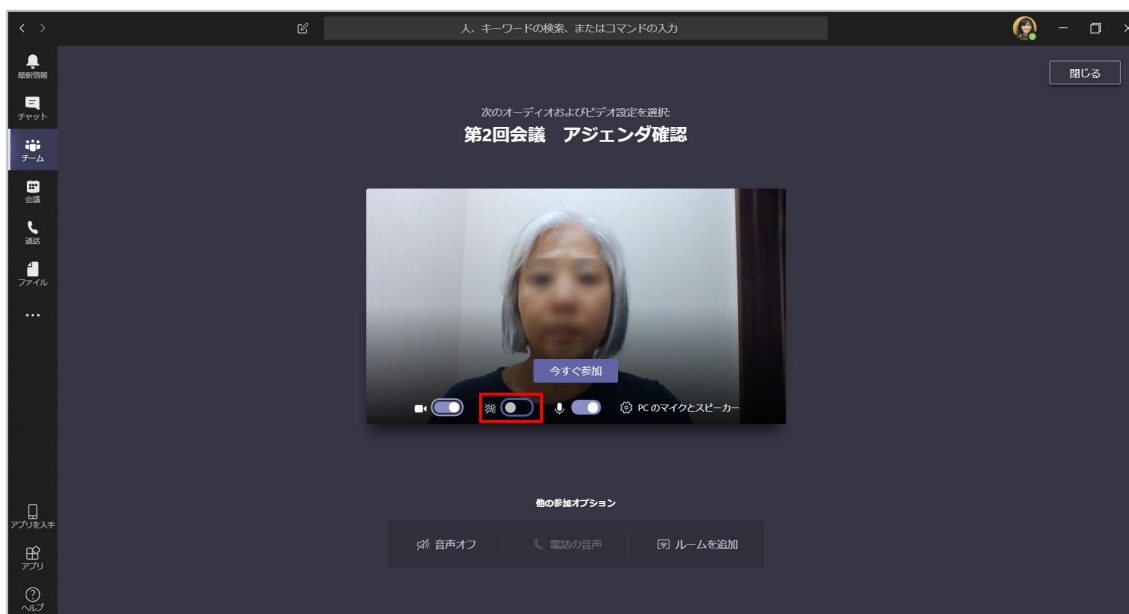 人、キーワードの検索、またはコマンドの入力
最新情報
チャット
チーム
会議
通話
ファイル
アプリを入手
アプリ
ヘルプ
閉じる
次のオーディオおよびビデオ設定を選択:
第2回会議　アジェンダ確認
今すぐ参加
PC のマイクとスピーカー
他の参加オプション
音声オフ
電話の音声
ルームを追加